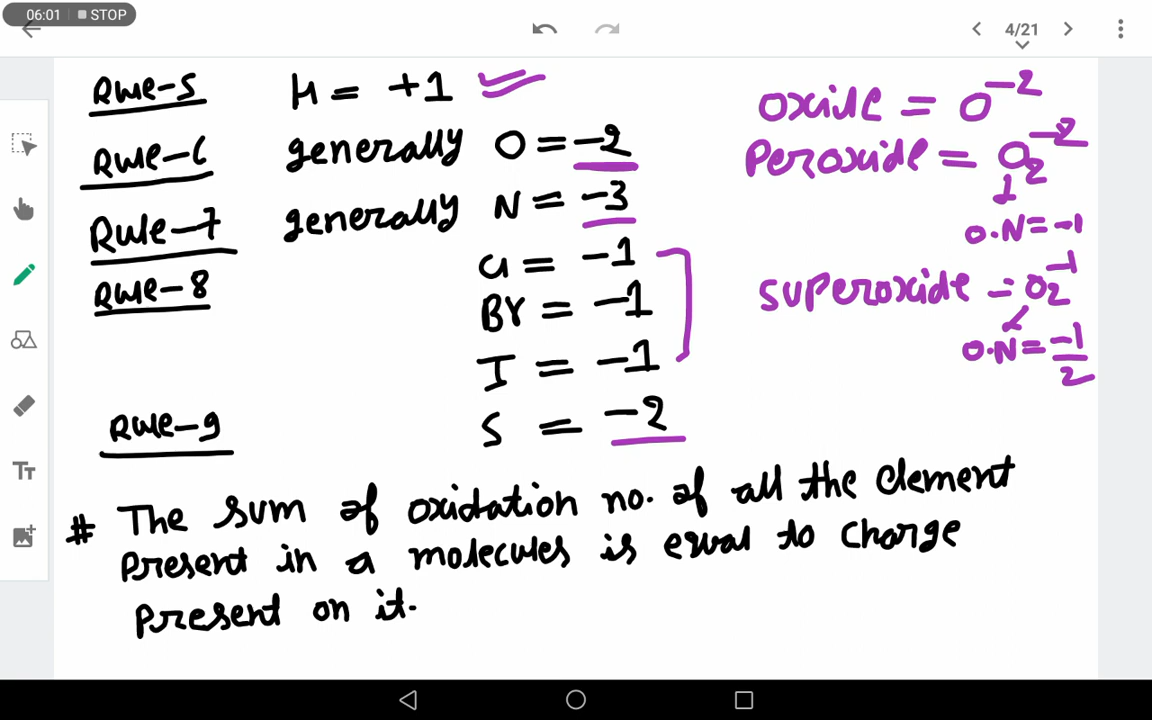 06:01 STOP
4/21
Rule-5 H = +1
Rule-6 generally O = -2
Rule-7 generally N = -3
Rule-8 Cl = -1
Br = -1
I = -1
Rule-9 S = -2
# The sum of oxidation no. of all the element
present in a molecules is equal to charge
present on it.
oxide = O⁻²
Peroxide = O₂⁻²
O.N = -1
superoxide = O₂⁻¹
O.N = -1/2
Tт